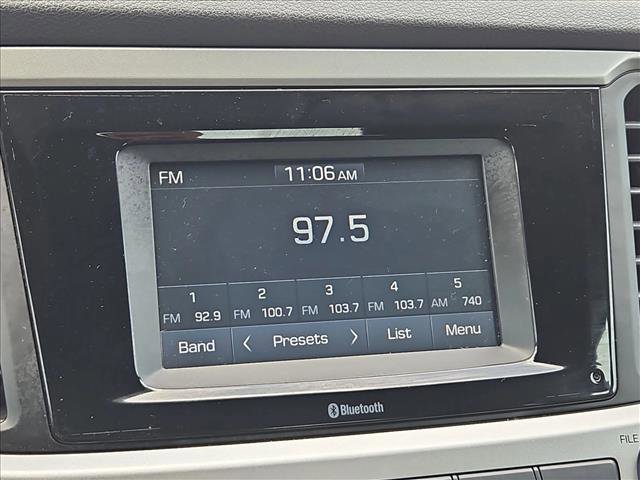 FM 11:06 AM
97.5
1 2 3 4 5
FM 92.9 FM 100.7 FM 103.7 FM 103.7 AM 740
Band < Presets > List Menu
Bluetooth
FILE